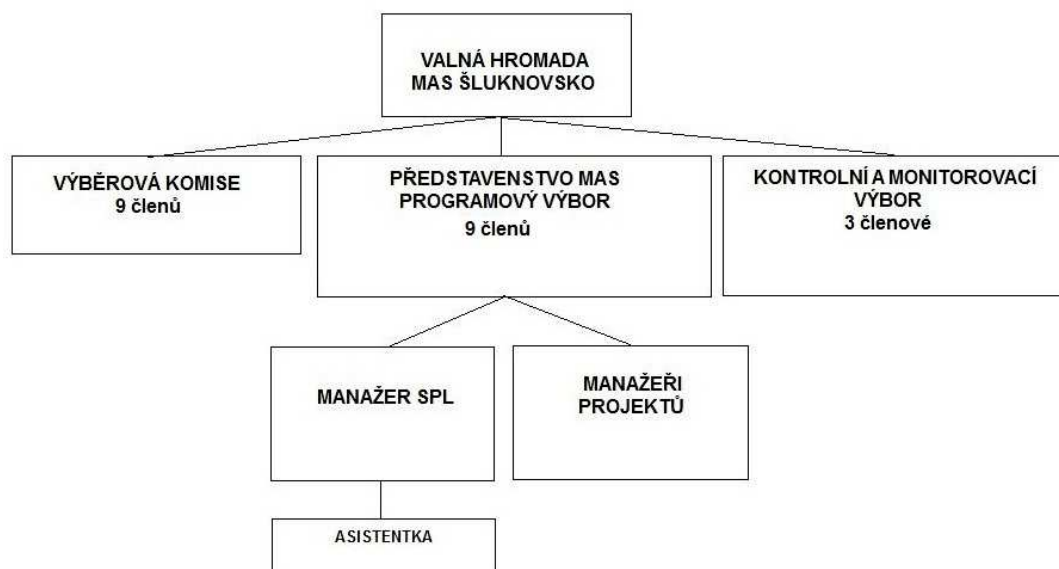 VALNÁ HROMADA
MAS ŠLUKNOVSKO
VÝBĚROVÁ KOMISE
9 členů
PŘEDSTAVENSTVO MAS
PROGRAMOVÝ VÝBOR
9 členů
KONTROLNÍ A MONITOROVACÍ
VÝBOR
3 členové
MANAŽER SPL
MANAŽEŘI
PROJEKTŮ
ASISTENTKA